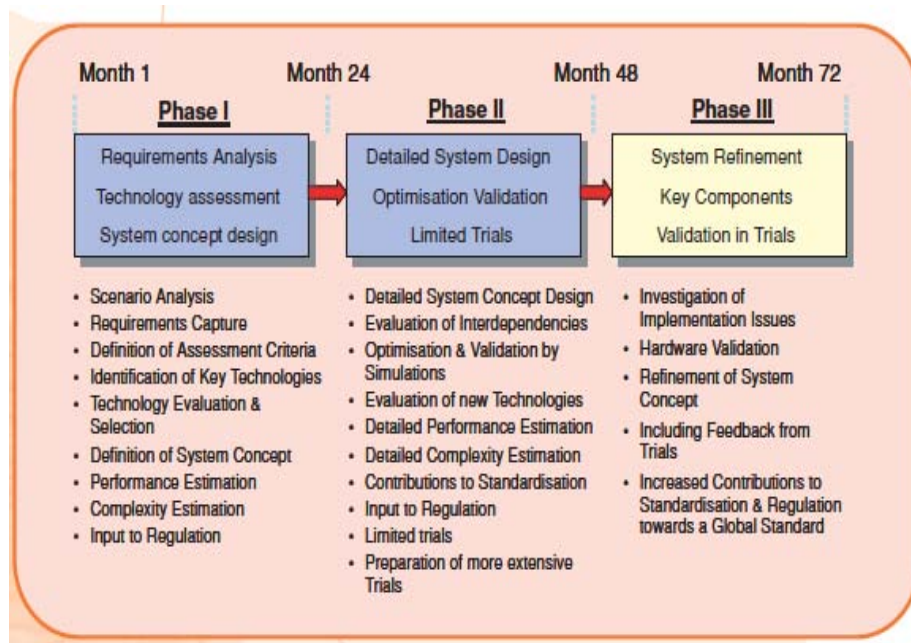 Month 1
Month 24
Month 48
Month 72
Phase I
Phase II
Phase III
Requirements Analysis
Technology assessment
System concept design
Detailed System Design
Optimisation Validation
Limited Trials
System Refinement
Key Components
Validation in Trials
• Scenario Analysis
• Requirements Capture
• Definition of Assessment Criteria
• Identification of Key Technologies
• Technology Evaluation &
Selection
• Definition of System Concept
• Performance Estimation
• Complexity Estimation
• Input to Regulation
• Detailed System Concept Design
• Evaluation of Interdependencies
• Optimisation & Validation by
Simulations
• Evaluation of new Technologies
• Detailed Performance Estimation
• Detailed Complexity Estimation
• Contributions to Standardisation
• Input to Regulation
• Limited trials
• Preparation of more extensive
Trials
• Investigation of
Implementation Issues
• Hardware Validation
• Refinement of System
Concept
• Including Feedback from
Trials
• Increased Contributions to
Standardisation & Regulation
towards a Global Standard